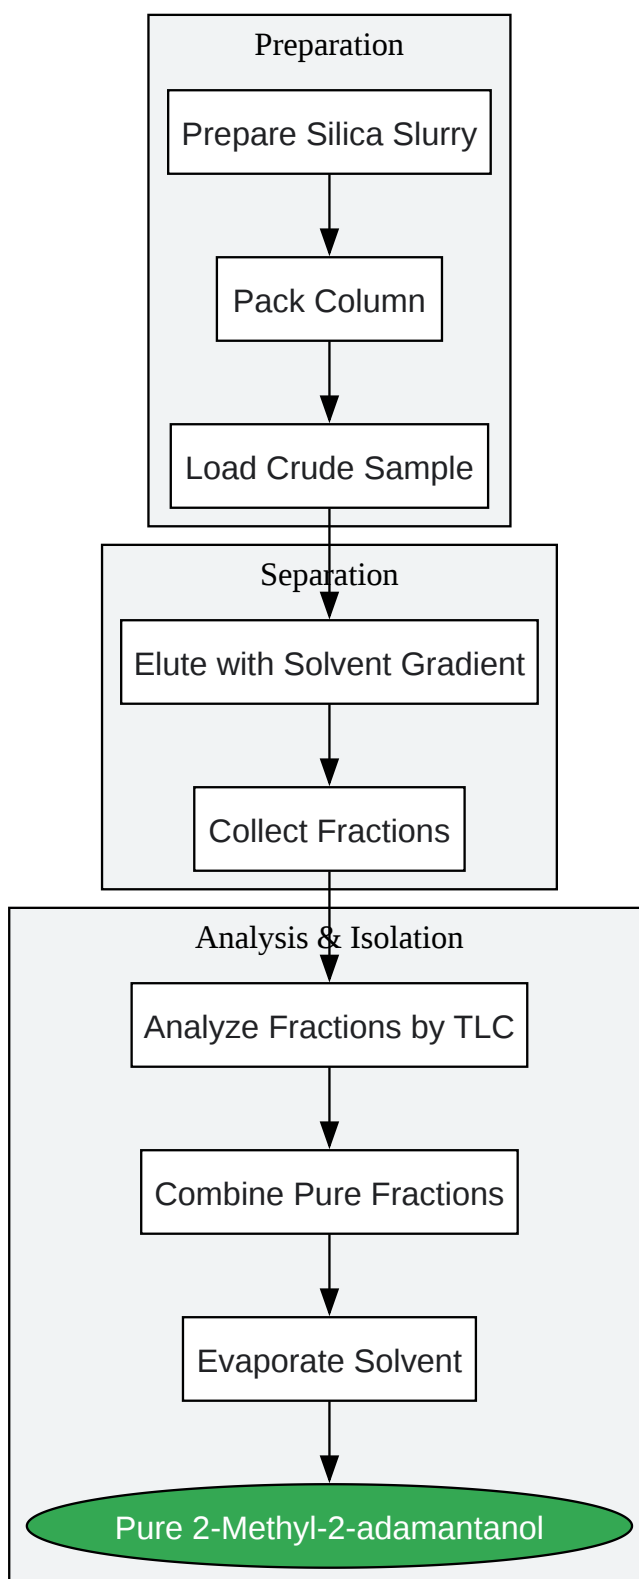 Preparation
Prepare Silica Slurry
Pack Column
Load Crude Sample
Separation
Elute with Solvent Gradient
Collect Fractions
Analysis & Isolation
Analyze Fractions by TLC
Combine Pure Fractions
Evaporate Solvent
Pure 2-Methyl-2-adamantanol